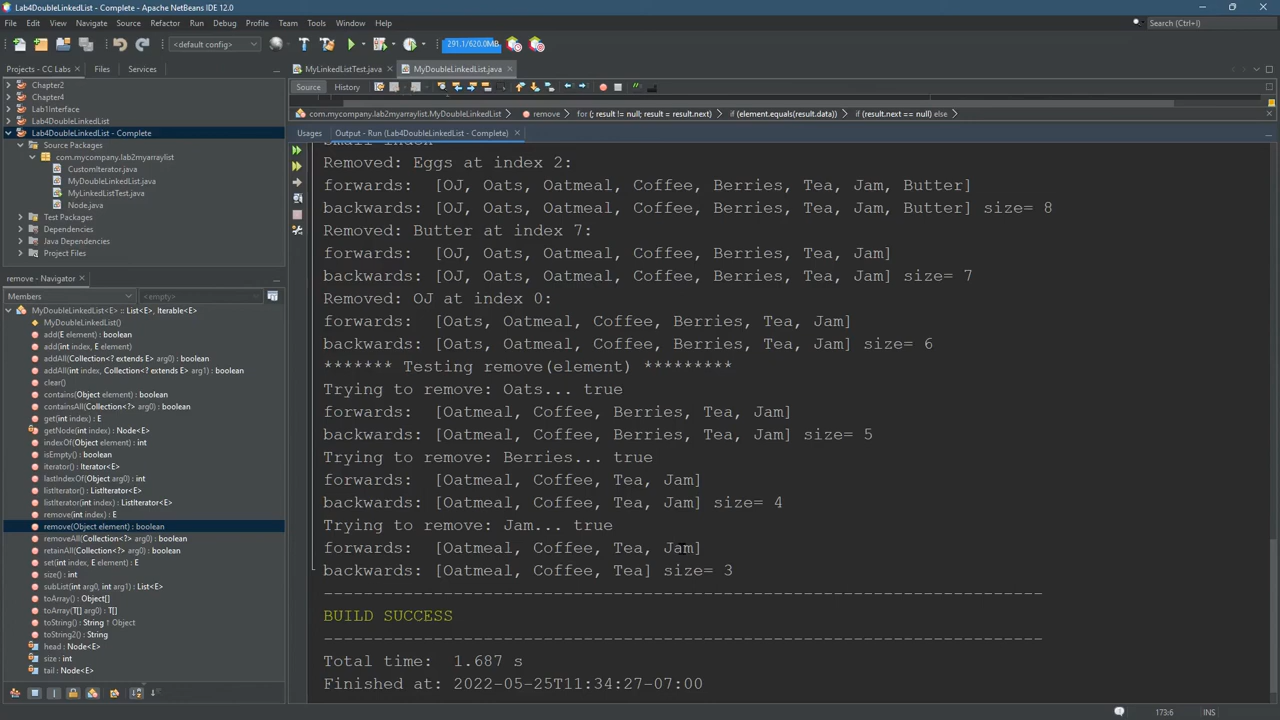 Lab4DoubleLinkedList - Complete - Apache NetBeans IDE 12.0
File Edit View Navigate Source Refactor Run Debug Profile Team Tools Window Help
Search (Ctrl+I)
<default config>
291.1/620.0MB
Projects - CC Labs × Files Services
MyLinkedListTest.java × MyDoubleLinkedList.java ×
Source History
Chapter2
Chapter4
Lab1Interface
Lab4DoubleLinkedList
Lab4DoubleLinkedList - Complete
Source Packages
com.mycompany.lab2myarraylist
CustomIterator.java
MyDoubleLinkedList.java
MyLinkedListTest.java
Node.java
Test Packages
Dependencies
Java Dependencies
Project Files
remove - Navigator ×
Members <empty>
MyDoubleLinkedList<E> :: List<E>, Iterable<E>
MyDoubleLinkedList()
add(E element) : boolean
add(int index, E element)
addAll(Collection<? extends E> arg0) : boolean
addAll(int index, Collection<? extends E> arg1) : boolean
clear()
contains(Object element) : boolean
containsAll(Collection<?> arg0) : boolean
get(int index) : E
getNode(int index) : Node<E>
indexOf(Object element) : int
isEmpty() : boolean
iterator() : Iterator<E>
lastIndexOf(Object arg0) : int
listIterator() : ListIterator<E>
listIterator(int index) : ListIterator<E>
remove(int index) : E
remove(Object element) : boolean
removeAll(Collection<?> arg0) : boolean
retainAll(Collection<?> arg0) : boolean
set(int index, E element) : E
size() : int
subList(int arg0, int arg1) : List<E>
toArray() : Object[]
toArray(T[] arg0) : T[]
toString() : String ↑ Object
toString2() : String
head : Node<E>
size : int
tail : Node<E>
com.mycompany.lab2myarraylist.MyDoubleLinkedList remove for (; result != null; result = result.next) if (element.equals(result.data)) if (result.next == null) else
Usages Output - Run (Lab4DoubleLinkedList - Complete) ×
Small index
Removed: Eggs at index 2:
forwards: [OJ, Oats, Oatmeal, Coffee, Berries, Tea, Jam, Butter]
backwards: [OJ, Oats, Oatmeal, Coffee, Berries, Tea, Jam, Butter] size= 8
Removed: Butter at index 7:
forwards: [OJ, Oats, Oatmeal, Coffee, Berries, Tea, Jam]
backwards: [OJ, Oats, Oatmeal, Coffee, Berries, Tea, Jam] size= 7
Removed: OJ at index 0:
forwards: [Oats, Oatmeal, Coffee, Berries, Tea, Jam]
backwards: [Oats, Oatmeal, Coffee, Berries, Tea, Jam] size= 6
******* Testing remove(element) *********
Trying to remove: Oats... true
forwards: [Oatmeal, Coffee, Berries, Tea, Jam]
backwards: [Oatmeal, Coffee, Berries, Tea, Jam] size= 5
Trying to remove: Berries... true
forwards: [Oatmeal, Coffee, Tea, Jam]
backwards: [Oatmeal, Coffee, Tea, Jam] size= 4
Trying to remove: Jam... true
forwards: [Oatmeal, Coffee, Tea, Jam]
backwards: [Oatmeal, Coffee, Tea] size= 3
------------------------------------------------------------------------
BUILD SUCCESS
------------------------------------------------------------------------
Total time: 1.687 s
Finished at: 2022-05-25T11:34:27-07:00
173:6 INS